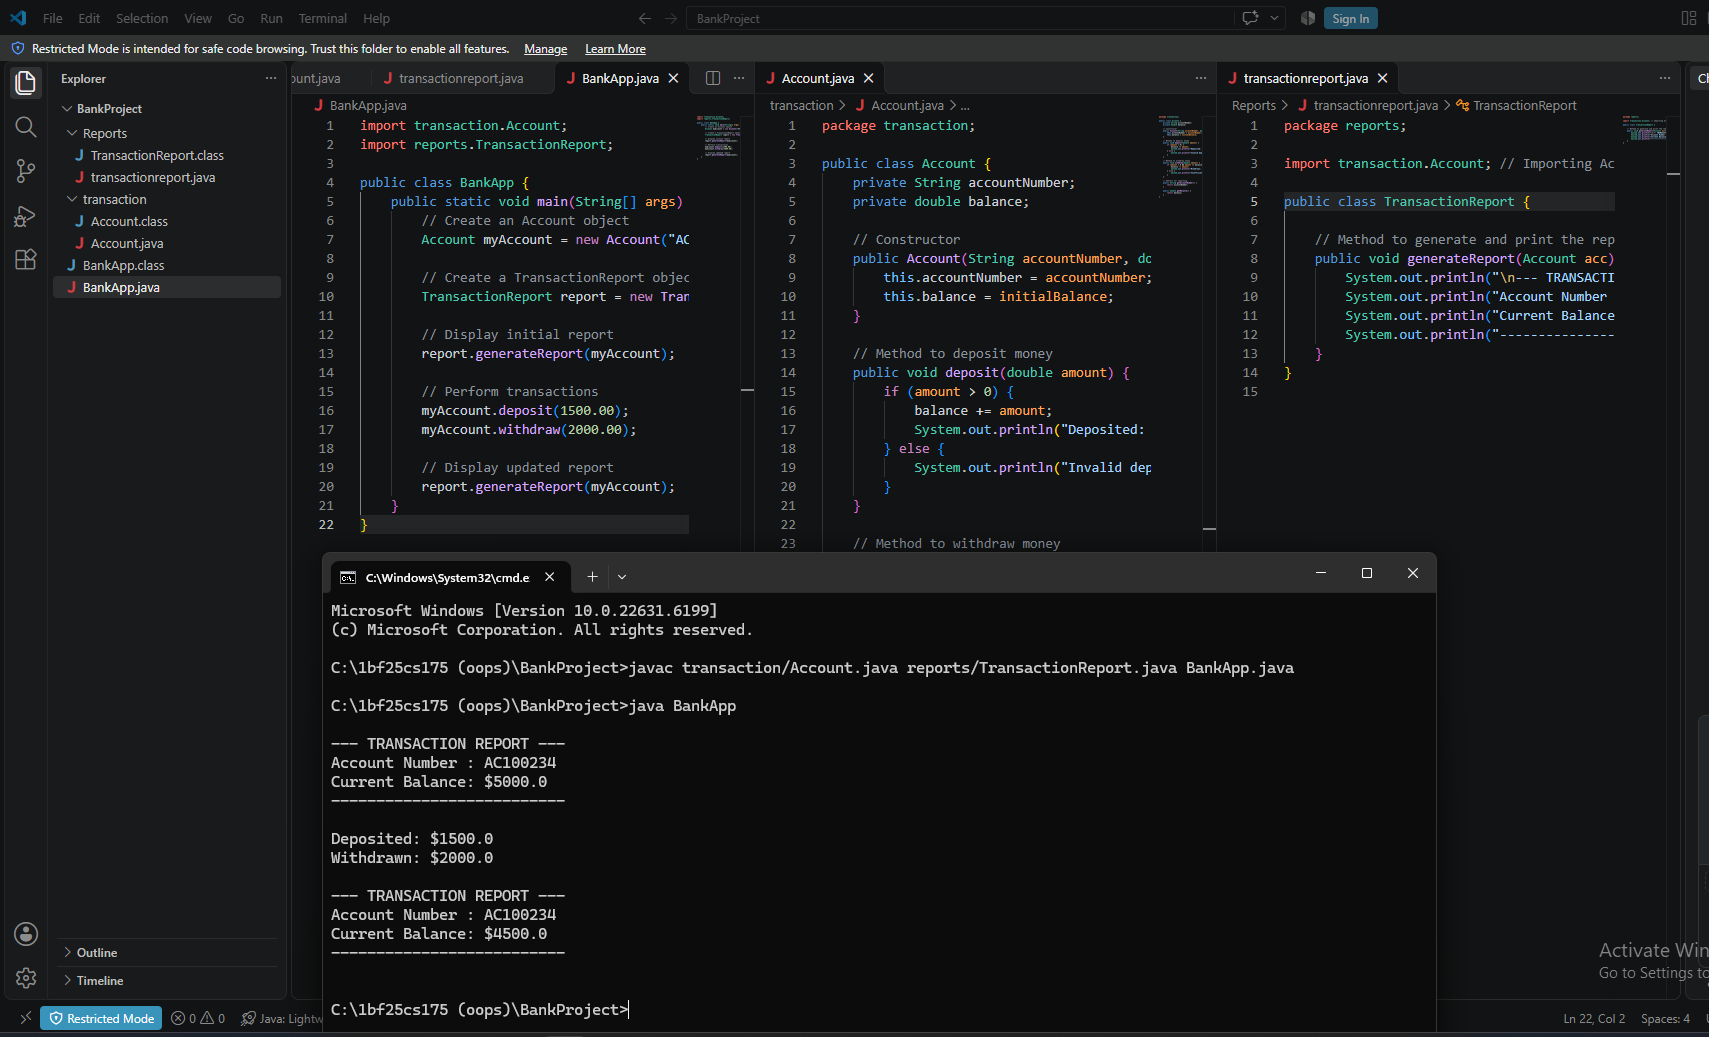 File Edit Selection View Go Run Terminal Help
BankProject
Sign In
Restricted Mode is intended for safe code browsing. Trust this folder to enable all features. Manage Learn More
Explorer
BankProject
Reports
TransactionReport.class
transactionreport.java
transaction
Account.class
Account.java
BankApp.class
BankApp.java
Outline
Timeline
ount.java
transactionreport.java
BankApp.java
BankApp.java
1 import transaction.Account;
2 import reports.TransactionReport;
3
4 public class BankApp {
5 public static void main(String[] args)
6 // Create an Account object
7 Account myAccount = new Account("AC
8
9 // Create a TransactionReport objec
10 TransactionReport report = new Tran
11
12 // Display initial report
13 report.generateReport(myAccount);
14
15 // Perform transactions
16 myAccount.deposit(1500.00);
17 myAccount.withdraw(2000.00);
18
19 // Display updated report
20 report.generateReport(myAccount);
21 }
22 }
Account.java
transaction > Account.java > ...
1 package transaction;
2
3 public class Account {
4 private String accountNumber;
5 private double balance;
6
7 // Constructor
8 public Account(String accountNumber, do
9 this.accountNumber = accountNumber;
10 this.balance = initialBalance;
11 }
12
13 // Method to deposit money
14 public void deposit(double amount) {
15 if (amount > 0) {
16 balance += amount;
17 System.out.println("Deposited:
18 } else {
19 System.out.println("Invalid dep
20 }
21 }
22
23 // Method to withdraw money
transactionreport.java
Reports > transactionreport.java > TransactionReport
1 package reports;
2
3 import transaction.Account; // Importing Ac
4
5 public class TransactionReport {
6
7 // Method to generate and print the rep
8 public void generateReport(Account acc)
9 System.out.println("\n--- TRANSACTI
10 System.out.println("Account Number
11 System.out.println("Current Balance
12 System.out.println("---------------
13 }
14 }
15
Ch
C:\Windows\System32\cmd.e
Microsoft Windows [Version 10.0.22631.6199]
(c) Microsoft Corporation. All rights reserved.
C:\1bf25cs175 (oops)\BankProject>javac transaction/Account.java reports/TransactionReport.java BankApp.java
C:\1bf25cs175 (oops)\BankProject>java BankApp
--- TRANSACTION REPORT ---
Account Number : AC100234
Current Balance: $5000.0
--------------------------
Deposited: $1500.0
Withdrawn: $2000.0
--- TRANSACTION REPORT ---
Account Number : AC100234
Current Balance: $4500.0
--------------------------
C:\1bf25cs175 (oops)\BankProject>
Activate Win
Go to Settings to
Restricted Mode 0 0 Java: Lightw
Ln 22, Col 2 Spaces: 4